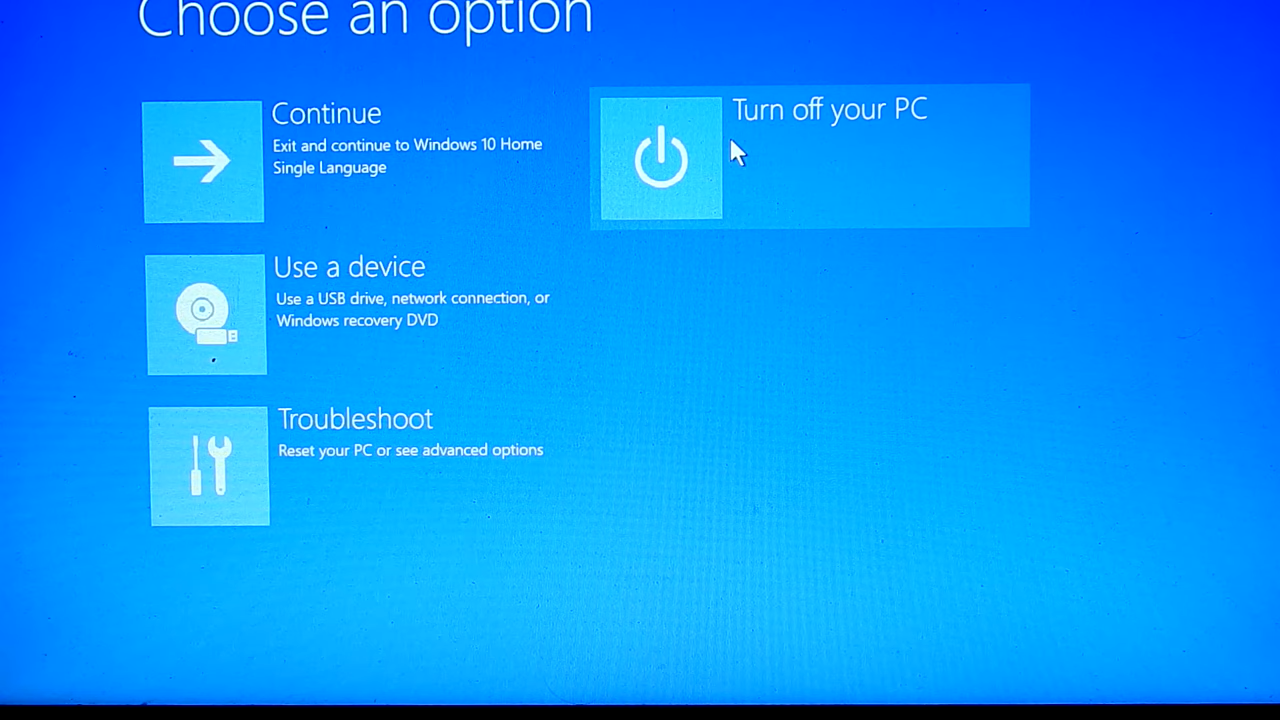 Choose an option
Continue
Exit and continue to Windows 10 Home
Single Language
Turn off your PC
Use a device
Use a USB drive, network connection, or
Windows recovery DVD
Troubleshoot
Reset your PC or see advanced options